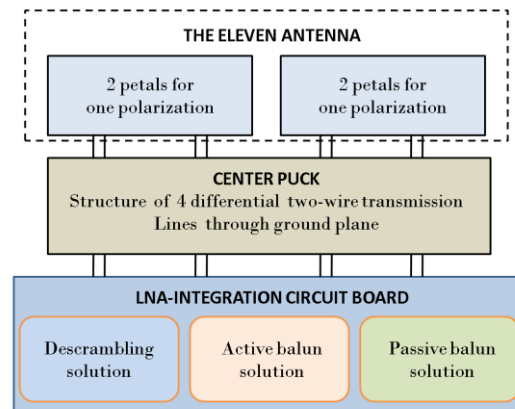 THE ELEVEN ANTENNA
2 petals for
one polarization
2 petals for
one polarization
CENTER PUCK
Structure of 4 differential two-wire transmission
Lines through ground plane
LNA-INTEGRATION CIRCUIT BOARD
Descrambling
solution
Active balun
solution
Passive balun
solution